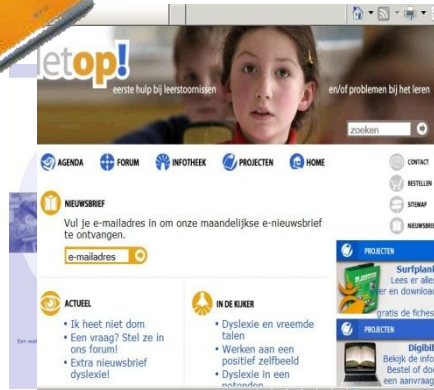 etop!
eerste hulp bij leerstoornissen
en/of problemen bij het leren
zoeken
AGENDA
FORUM
INFOTHEEK
PROJECTEN
HOME
CONTACT
BESTELLEN
SITEMAP
NIEUWSBRIE
NIEUWSBRIEF
Vul je e-mailadres in om onze maandelijkse e-nieuwsbrief
te ontvangen.
e-mailadres
ACTUEEL
• Ik heet niet dom
• Een vraag? Stel ze in
ons forum!
• Extra nieuwsbrief
dyslexie!
IN DE KIJKER
• Dyslexie en vreemde
talen
• Werken aan een
positief zelfbeeld
• Dyslexie in een
PROJECTEN
Surfplank
Lees er alles
er en download
gratis de fiches
PROJECTEN
Digibib
Bekijk de info
Bestel of doe
een aanvraag